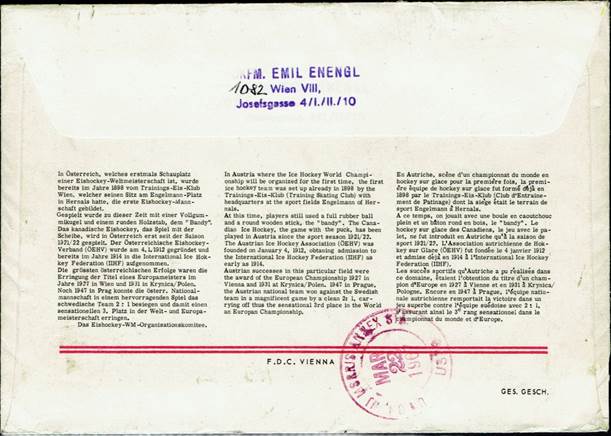 KFM. EMIL ENENGL
1082 Wien VIII,
Josefsgasse 4/I./II./10
In Österreich, welches erstmals Schauplatz
einer Eishockey-Weltmeisterschaft ist, wurde
bereits im Jahre 1898 vom Trainings-Eis-Klub
Wien, welcher seinen Sitz am Engelmann-Platz
in Hernals hatte, die erste Eishockey-Mann-
schaft gebildet.
Gespielt wurde zu dieser Zeit mit einer Vollgum-
mikugel und einem runden Holzstab, dem "Bandy".
Das kanadische Eishockey, das Spiel mit der
Scheibe, wird in Österreich erst seit der Saison
1921/22 gespielt. Der Österreichische Eishockey-
Verband (ÖEHV) wurde am 4.1.1912 gegründet und
bereits im Jahre 1914 in die International Ice Hok-
key Federation (IIHF) aufgenommen.
Die grössten österreichischen Erfolge waren die
Erringung der Titel eines Europameisters im
Jahre 1927 in Wien und 1931 in Krynica/Polen.
Noch 1947 in Prag konnte die österr. National-
mannschaft in einem hervorragenden Spiel das
schwedische Team 2 : 1 besiegen und damit einen
sensationellen 3. Platz in der Welt- und Europa-
meisterschaft erringen.
Das Eishockey-WM-Organisationskomitee.
In Austria where the Ice Hockey World Champi-
onship will be organized for the first time, the first
ice hockey team was set up already in 1898 by the
Trainings-Eis-Klub (Training Skating Club) with
headquarters at the sport fields Engelmann of Her-
nals.
At this time, players still used a full rubber ball
and a round wooden stick, the "bandy". The Cana-
dian Ice Hockey, the game with the puck, has been
played in Austria since the sport season 1921/22.
The Austrian Ice Hockey Association (ÖEHV) was
founded on January 4, 1912, obtaining admission to
the International Ice Hockey Federation (IIHF) as
early as 1914.
Austrian successes in this particular field were
the award of the European Championship 1927 in
Vienna and 1931 at Krynica/Polen. 1947 in Prague,
the Austrian national team won against the Swedish
team in a magnificent game by a clean 2: 1, car-
rying off thus the sensational 3rd place in the World
and European Championship.
En Autriche, scène d'un championnat du monde en
hockey sur glace pour la première fois, la premi-
ère équipe de hockey sur glace fut formé déjà en
1898 par le Trainings-Eis-Klub (Club d'Entraine-
ment de Patinage) dont la siège était le terrain de
sport Engelmann à Hernals.
A ce temps, on jouait avec une boule en caoutchouc
plein et un bâton rond en bois, le "bandy". Le
hockey sur glace des Canadiens, le jeu avec le pa-
let, ne fut introduit en Autriche qu'à la saison de
sport 1921/22. L'Association autrichienne de Hok-
key sur Glace (ÖEHV) fut fondée le 4 janvier 1912
et admise déjà en 1914 à l'International Ice Hockey
Federation (IIHF).
Les succès sportifs qu'Autriche a pu réalisés dans
ce domaine, étaient l'obtention du titre d'un cham-
pion d'Europe en 1927 à Vienne et en 1931 à Krynica/
Pologne. Encore en 1947 à Prague, l'équipe natio-
nale autrichienne remportait la victoire dans un
jeu superbe contre l'équipe suédoise avec 2 : 1,
s'assurant ainsi le 3e rang sensationnel dans le
championnat du monde et d'Europe.
F.D.C. VIENNA
MORRIS ANNEX STA
MAR
22
GES. GESCH.